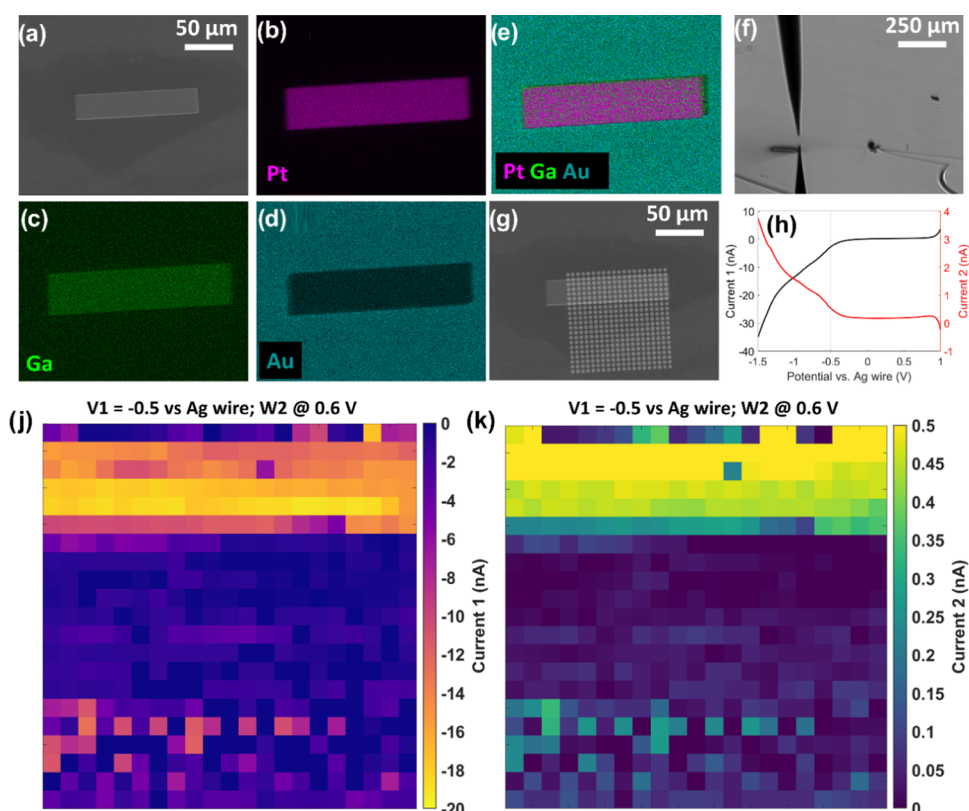 (a)
50 µm
(b)
Pt
(e)
Pt Ga Au
(f)
250 µm
(c)
Ga
(d)
Au
(g)
50 µm
(h)
10
0
-10
-20
-30
-40
Current 1 (nA)
4
3
2
1
0
-1
Current 2 (nA)
-1.5 -1 -0.5 0 0.5 1
Potential vs. Ag wire (V)
(j)
V1 = -0.5 vs Ag wire; W2 @ 0.6 V
0
-2
-4
-6
-8
-10
-12
-14
-16
-18
-20
Current 1 (nA)
(k)
V1 = -0.5 vs Ag wire; W2 @ 0.6 V
0.5
0.45
0.4
0.35
0.3
0.25
0.2
0.15
0.1
0.05
0
Current 2 (nA)